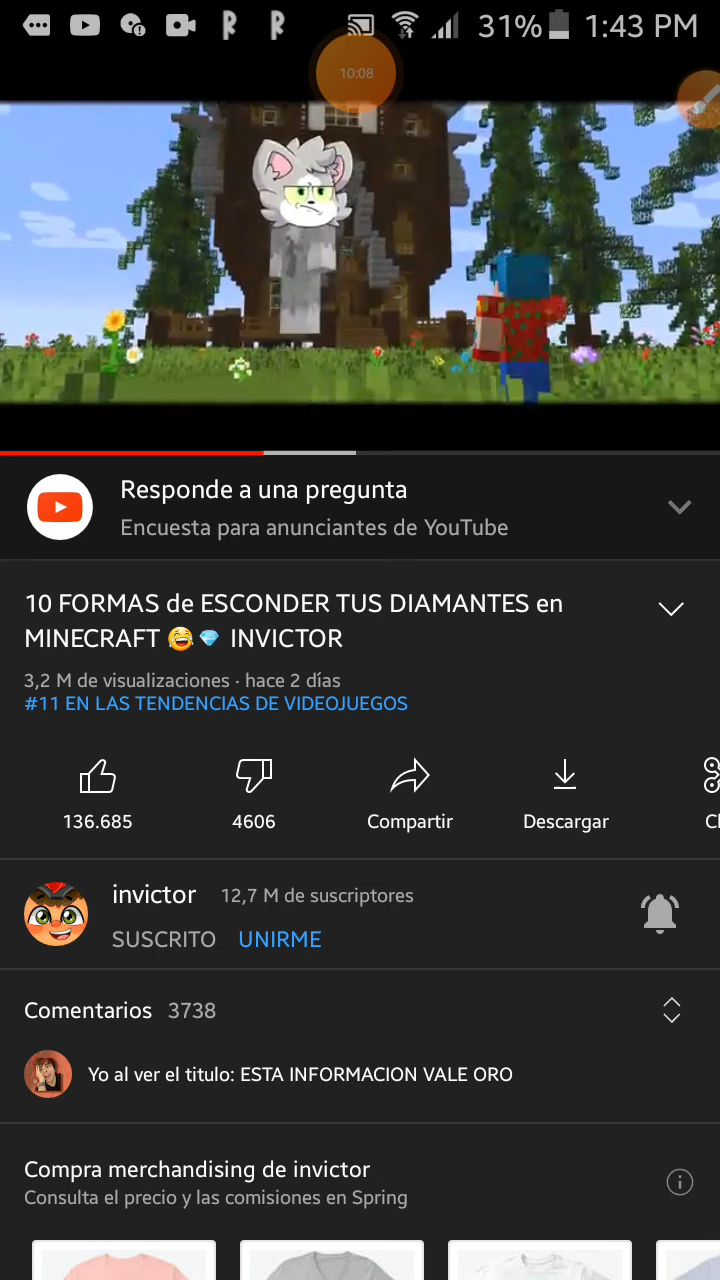 31% 1:43 PM
10:08
Responde a una pregunta
Encuesta para anunciantes de YouTube
10 FORMAS de ESCONDER TUS DIAMANTES en
MINECRAFT 😂💎 INVICTOR
3,2 M de visualizaciones · hace 2 días
#11 EN LAS TENDENCIAS DE VIDEOJUEGOS
136.685 4606 Compartir Descargar Cl
invictor 12,7 M de suscriptores
SUSCRITO UNIRME
Comentarios 3738
Yo al ver el titulo: ESTA INFORMACION VALE ORO
Compra merchandising de invictor
Consulta el precio y las comisiones en Spring